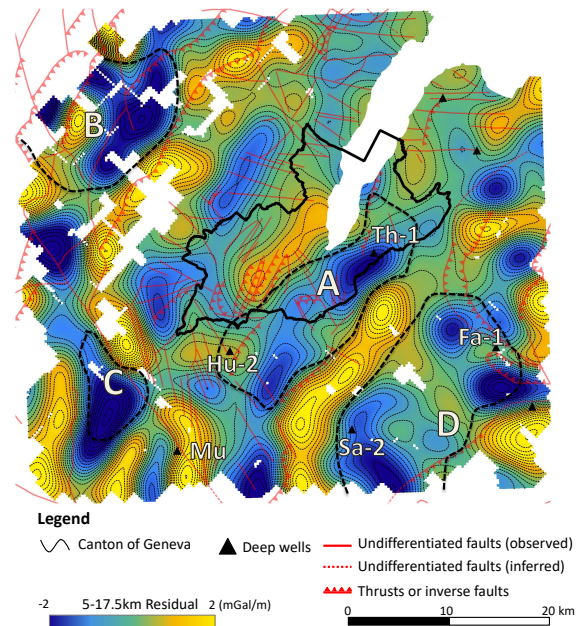 B
Th-1
A
Fa-1
Hu-2
C
Mu
Sa-2
D
Legend
Canton of Geneva
Deep wells
Undifferentiated faults (observed)
Undifferentiated faults (inferred)
Thrusts or inverse faults
-2 5-17.5km Residual 2 (mGal/m)
0 10 20 km